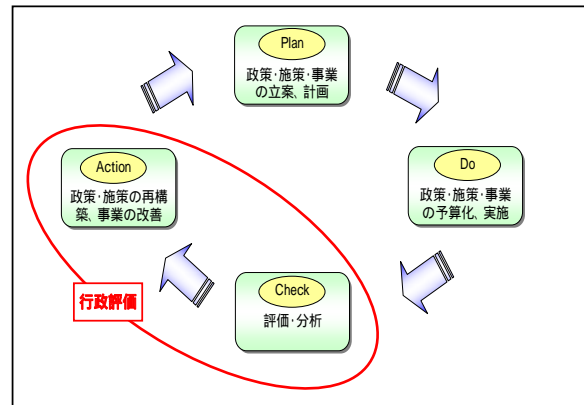 Plan
政策・施策・事業
の立案、計画
Do
政策・施策・事業
の予算化、実施
Check
評価・分析
Action
政策・施策の再構
築、事業の改善
行政評価